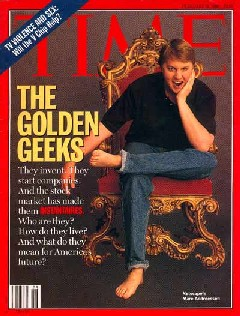 TV VIOLENCE AND SEX:
Will the V Chip Help?
TIME
THE
GOLDEN
GEEKS
They invent. They
start companies.
And the stock
market has made
them INSTANTAIRES.
Who are they?
How do they live?
And what do they
mean for America's
future?
Netscape's
Marc Andreessen